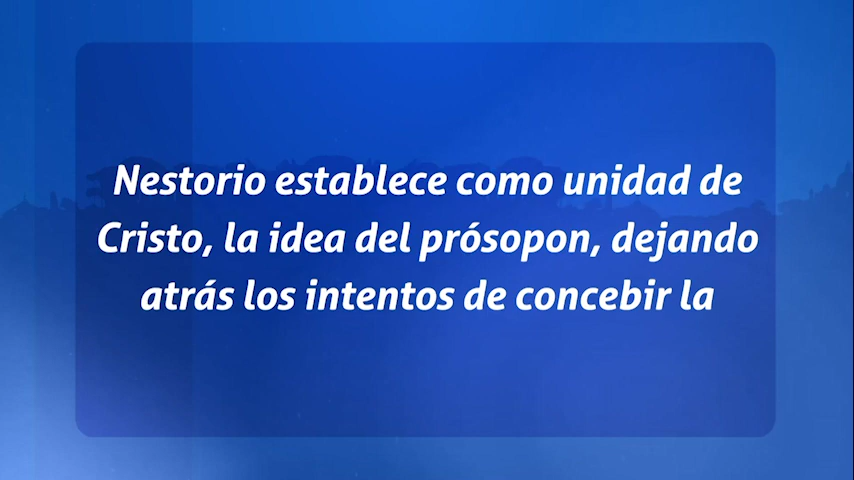 Nestorio establece como unidad de
Cristo, la idea del prósopon, dejando
atrás los intentos de concebir la